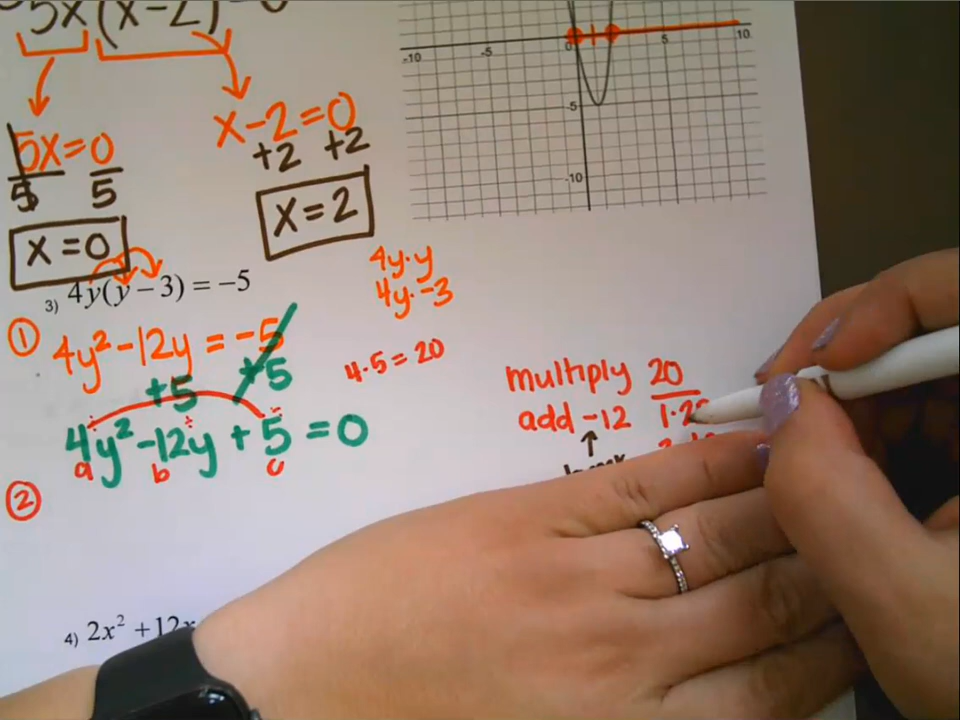 5x(x-2)
5x=0
5 5
x=0
x-2=0
+2 +2
x=2
-10 -5 0 5 10
-5
-10
3) 4y(y-3)=-5
4y·y
4y·-3
① 4y²-12y=-5
+5 +5
4·5=20
4y²-12y+5=0
a b c
②
multiply 20
add -12
4) 2x²+12x